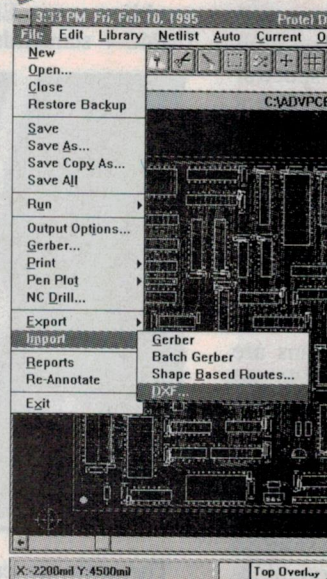 3:33 PM Fri, Feb 10, 1995 Protel D
File Edit Library Netlist Auto Current O
New
Open...
Close
Restore Backup
C:\ADVPCB
Save
Save As...
Save Copy As...
Save All
Run
Output Options...
Gerber...
Print
Pen Plot
NC Drill...
Export
Import
Gerber
Batch Gerber
Shape Based Routes...
DXF...
Reports
Re-Annotate
Exit
X:-2200mil Y:4500mil Top Overlay